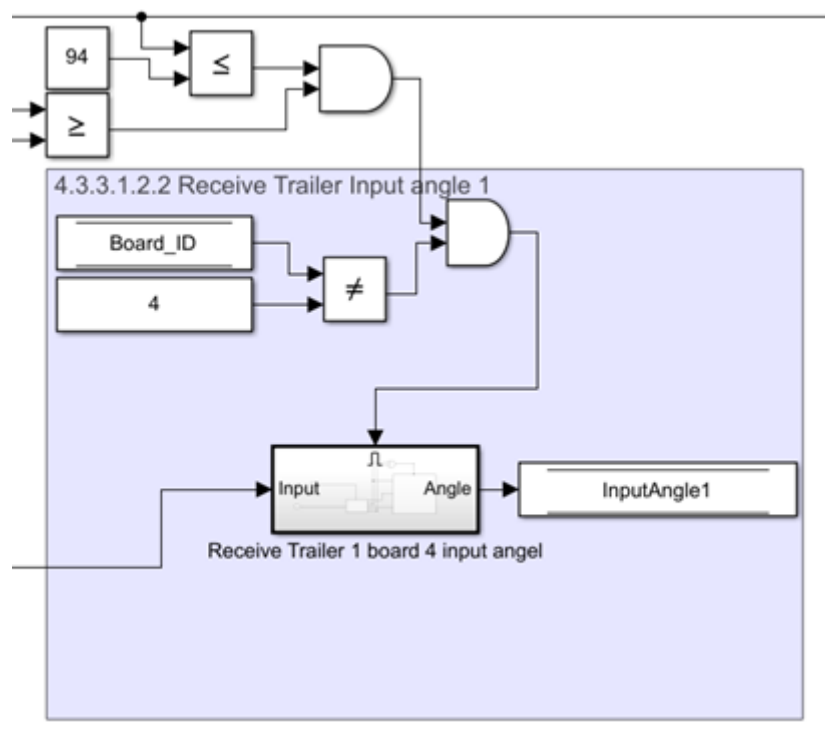 94
≤
≥
4.3.3.1.2.2 Receive Trailer Input angle 1
Board_ID
4
≠
Input
Angle
InputAngle1
Receive Trailer 1 board 4 input angel